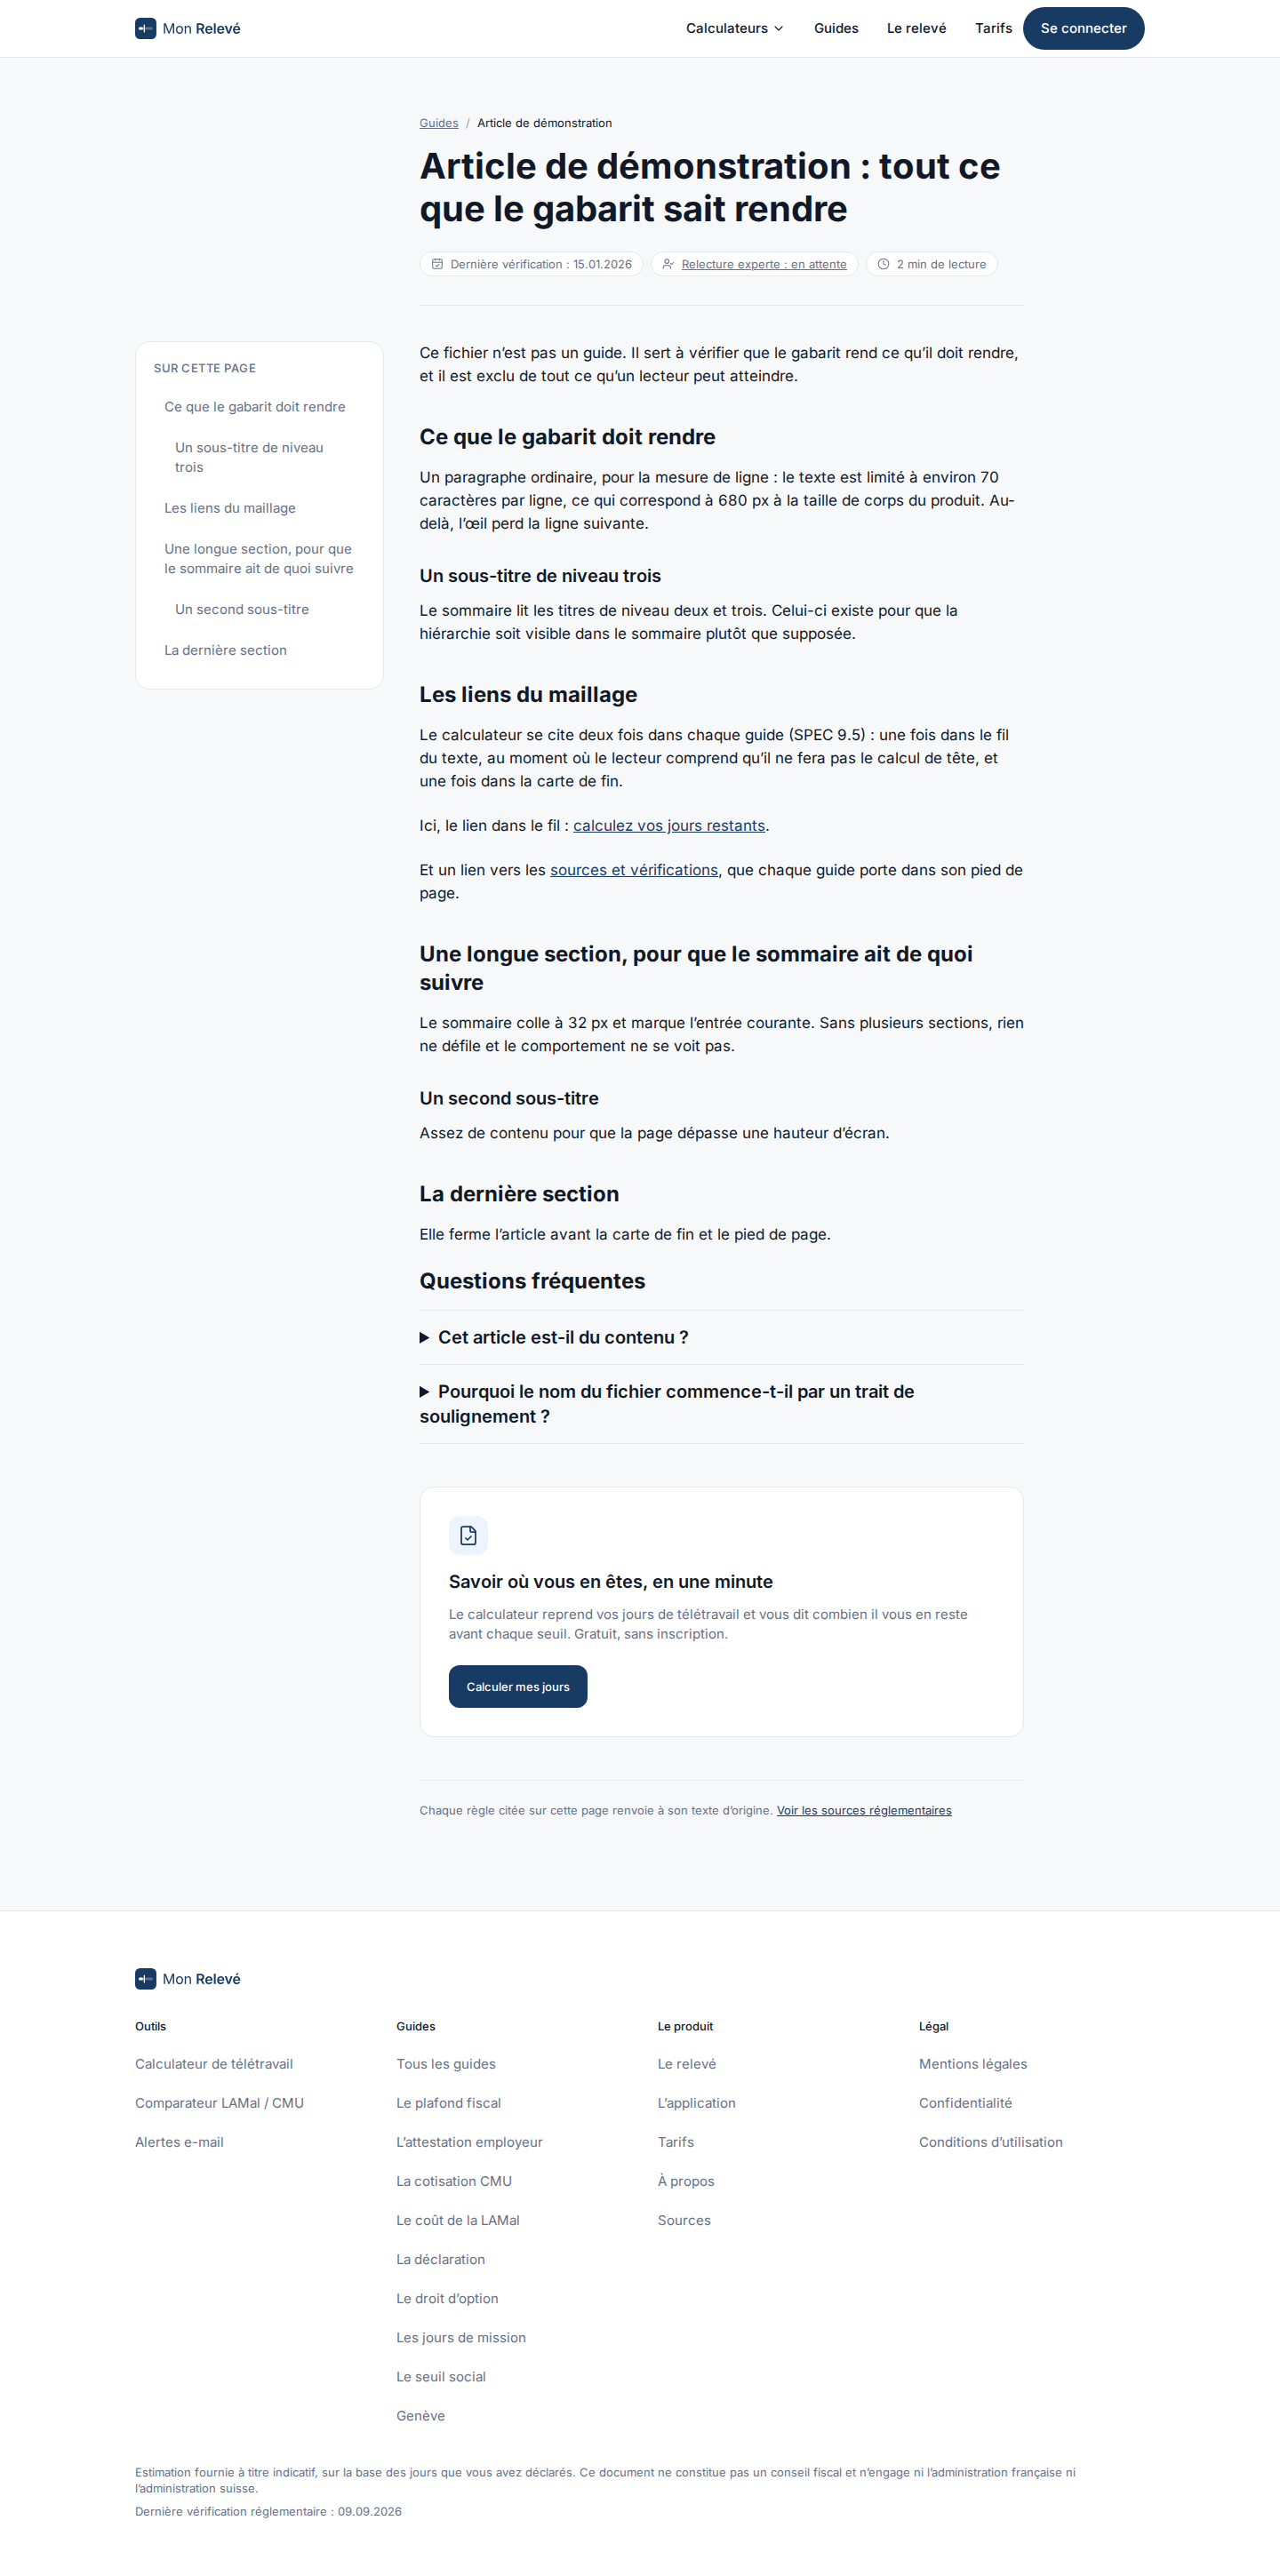 Mon Relevé
Calculateurs
Guides
Le relevé
Tarifs
Se connecter
Guides / Article de démonstration
Article de démonstration : tout ce
que le gabarit sait rendre
Dernière vérification : 15.01.2026
Relecture experte : en attente
2 min de lecture
SUR CETTE PAGE
Ce que le gabarit doit rendre
Un sous-titre de niveau
trois
Les liens du maillage
Une longue section, pour que
le sommaire ait de quoi suivre
Un second sous-titre
La dernière section
Ce fichier n’est pas un guide. Il sert à vérifier que le gabarit rend ce qu’il doit rendre,
et il est exclu de tout ce qu’un lecteur peut atteindre.
Ce que le gabarit doit rendre
Un paragraphe ordinaire, pour la mesure de ligne : le texte est limité à environ 70
caractères par ligne, ce qui correspond à 680 px à la taille de corps du produit. Au-
delà, l’œil perd la ligne suivante.
Un sous-titre de niveau trois
Le sommaire lit les titres de niveau deux et trois. Celui-ci existe pour que la
hiérarchie soit visible dans le sommaire plutôt que supposée.
Les liens du maillage
Le calculateur se cite deux fois dans chaque guide (SPEC 9.5) : une fois dans le fil
du texte, au moment où le lecteur comprend qu’il ne fera pas le calcul de tête, et
une fois dans la carte de fin.
Ici, le lien dans le fil : calculez vos jours restants.
Et un lien vers les sources et vérifications, que chaque guide porte dans son pied de
page.
Une longue section, pour que le sommaire ait de quoi
suivre
Le sommaire colle à 32 px et marque l’entrée courante. Sans plusieurs sections, rien
ne défile et le comportement ne se voit pas.
Un second sous-titre
Assez de contenu pour que la page dépasse une hauteur d’écran.
La dernière section
Elle ferme l’article avant la carte de fin et le pied de page.
Questions fréquentes
Cet article est-il du contenu ?
Pourquoi le nom du fichier commence-t-il par un trait de
soulignement ?
Savoir où vous en êtes, en une minute
Le calculateur reprend vos jours de télétravail et vous dit combien il vous en reste
avant chaque seuil. Gratuit, sans inscription.
Calculer mes jours
Chaque règle citée sur cette page renvoie à son texte d’origine. Voir les sources réglementaires
Mon Relevé
Outils
Calculateur de télétravail
Comparateur LAMal / CMU
Alertes e-mail
Guides
Tous les guides
Le plafond fiscal
L’attestation employeur
La cotisation CMU
Le coût de la LAMal
La déclaration
Le droit d’option
Les jours de mission
Le seuil social
Genève
Le produit
Le relevé
L’application
Tarifs
À propos
Sources
Légal
Mentions légales
Confidentialité
Conditions d’utilisation
Estimation fournie à titre indicatif, sur la base des jours que vous avez déclarés. Ce document ne constitue pas un conseil fiscal et n’engage ni l’administration française ni
l’administration suisse.
Dernière vérification réglementaire : 09.09.2026